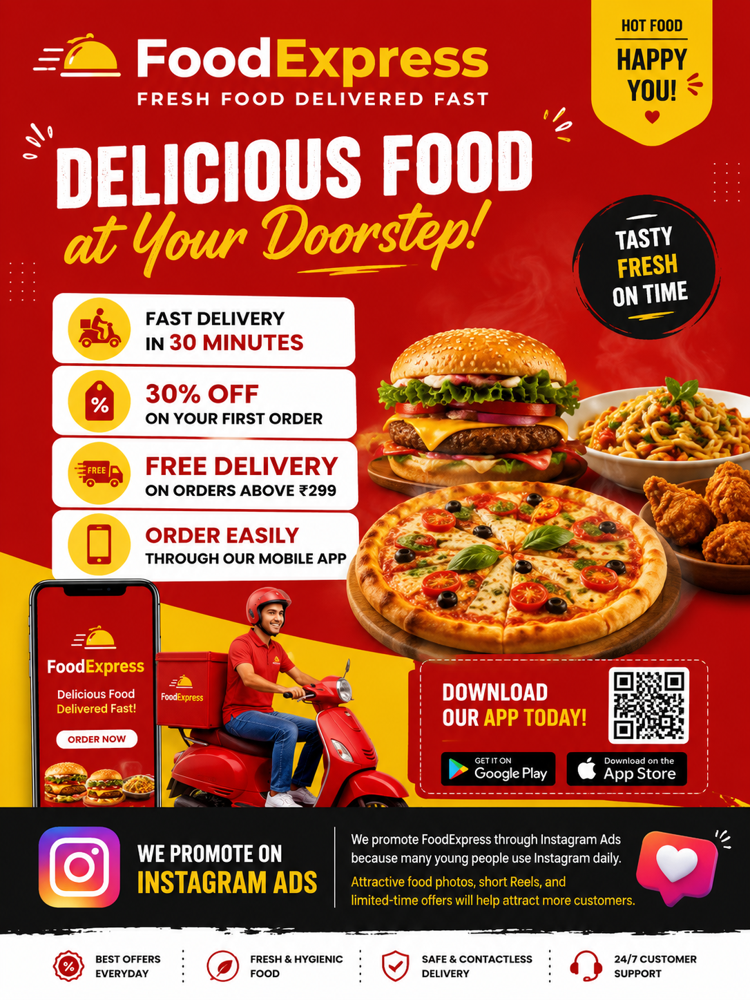 FoodExpress
FRESH FOOD DELIVERED FAST
HOT FOOD
HAPPY
YOU!
DELICIOUS FOOD
at Your Doorstep!
TASTY
FRESH
ON TIME
FAST DELIVERY
IN 30 MINUTES
%
30% OFF
ON YOUR FIRST ORDER
FREE
FREE DELIVERY
ON ORDERS ABOVE ₹299
ORDER EASILY
THROUGH OUR MOBILE APP
FoodExpress
Delicious Food
Delivered Fast!
ORDER NOW
FoodExpress
DOWNLOAD
OUR APP TODAY!
GET IT ON
Google Play
Download on the
App Store
WE PROMOTE ON
INSTAGRAM ADS
We promote FoodExpress through Instagram Ads
because many young people use Instagram daily.
Attractive food photos, short Reels, and
limited-time offers will help attract more customers.
%
BEST OFFERS
EVERYDAY
FRESH & HYGIENIC
FOOD
SAFE & CONTACTLESS
DELIVERY
24/7 CUSTOMER
SUPPORT